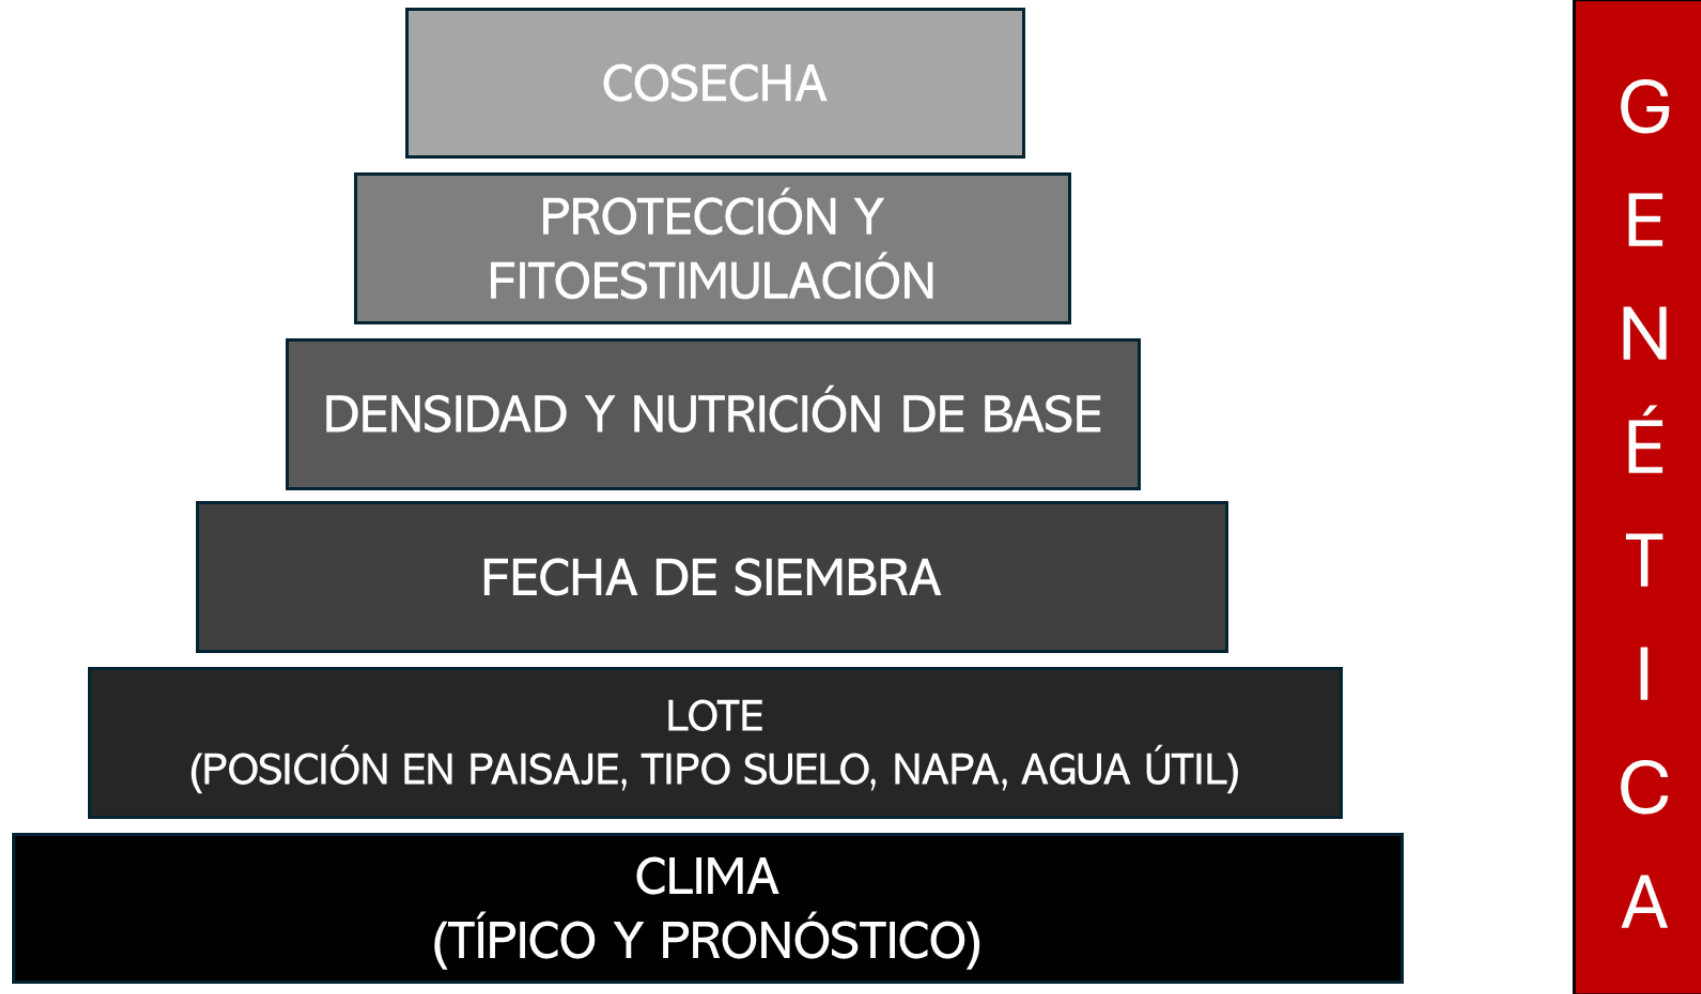 COSECHA
PROTECCIÓN Y
FITOESTIMULACIÓN
DENSIDAD Y NUTRICIÓN DE BASE
FECHA DE SIEMBRA
LOTE
(POSICIÓN EN PAISAJE, TIPO SUELO, NAPA, AGUA ÚTIL)
CLIMA
(TÍPICO Y PRONÓSTICO)
G
E
N
É
T
I
C
A